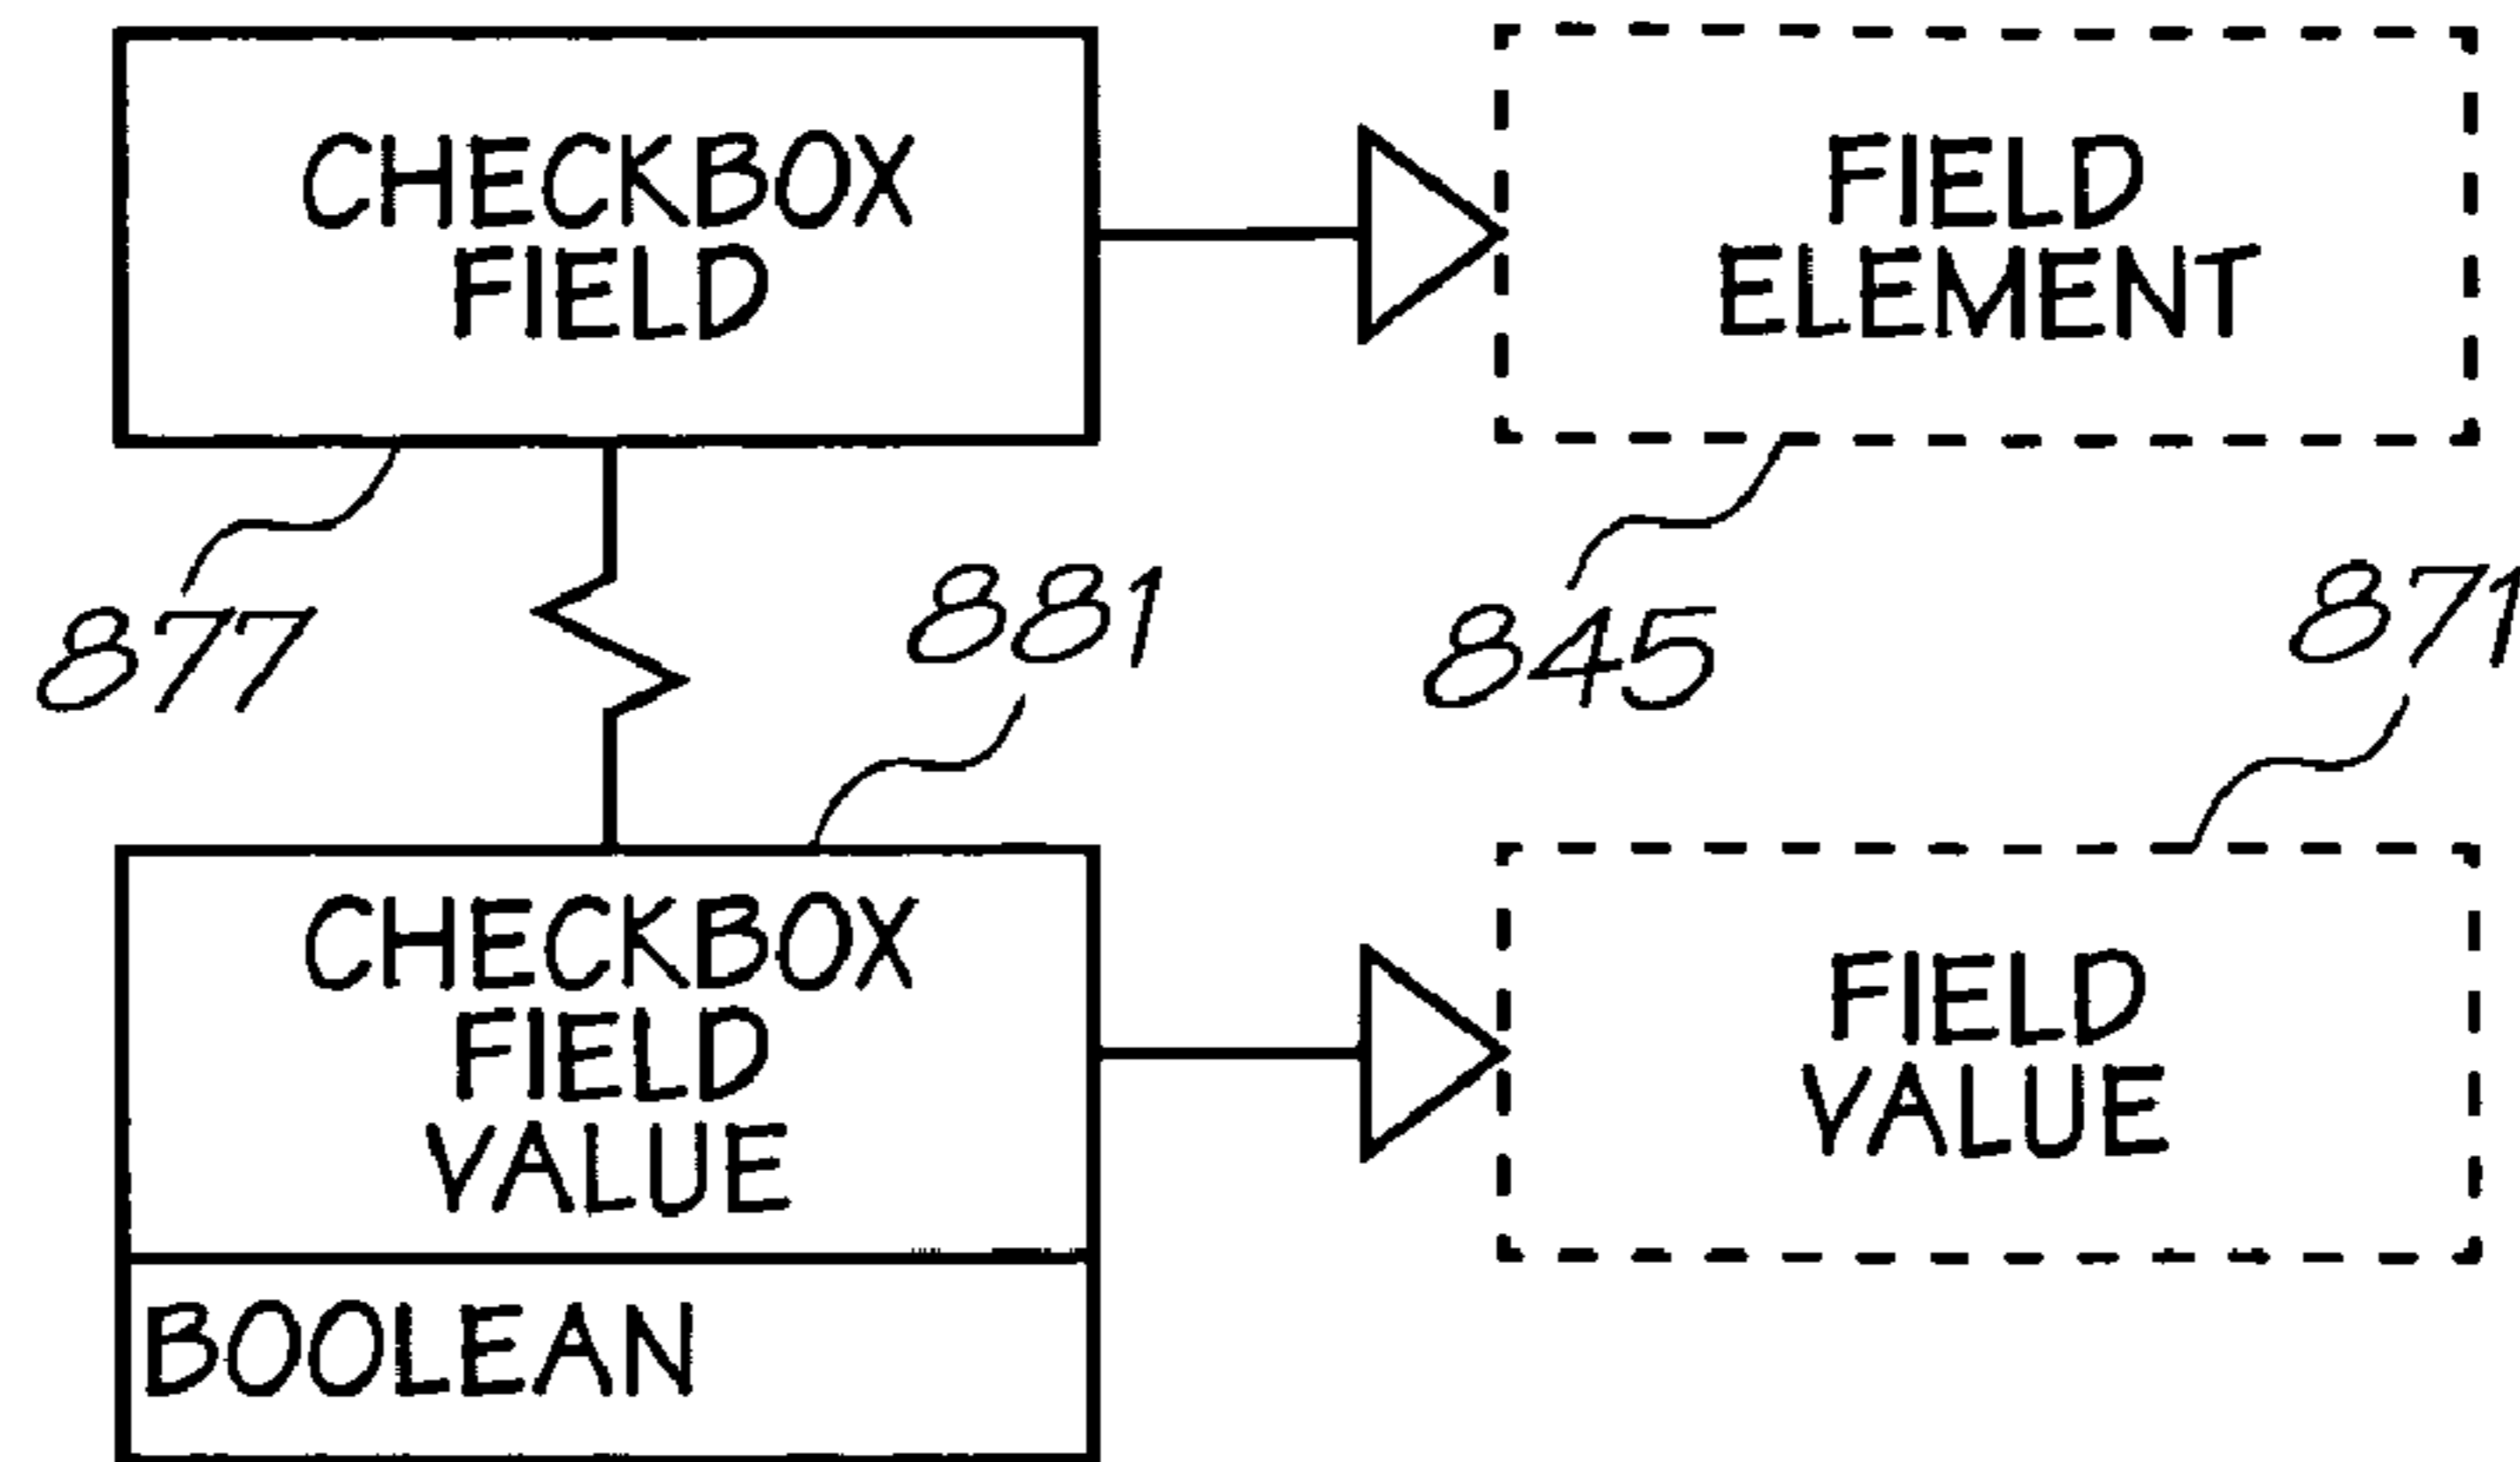 CHECKBOX
FIELD
FIELD
ELEMENT
877
881
845
871
CHECKBOX
FIELD
VALUE
FIELD
VALUE
BOOLEAN